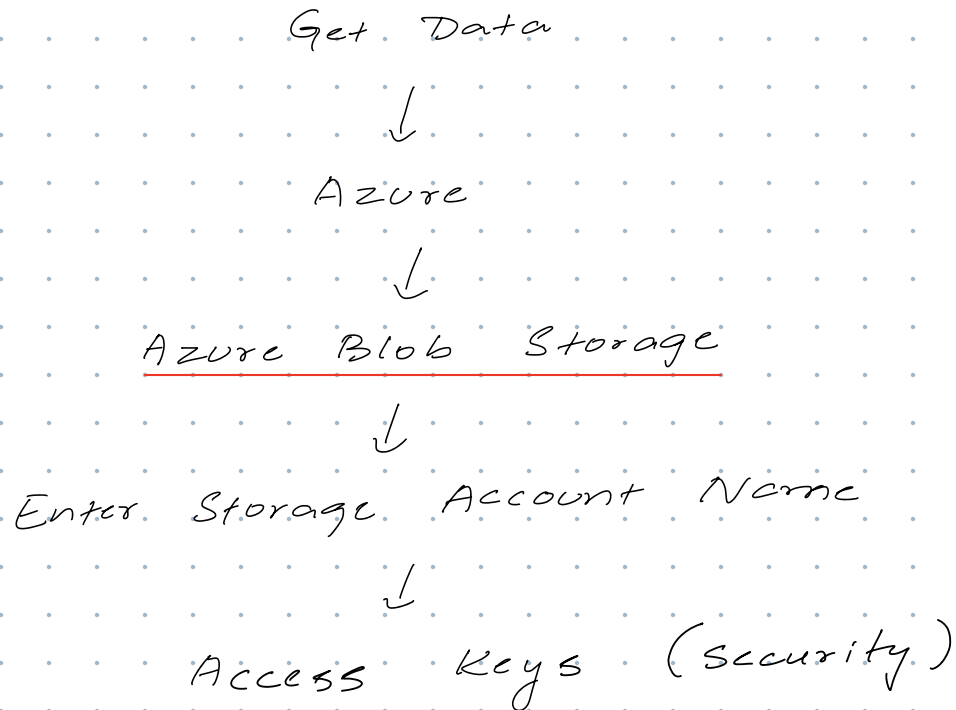 Get Data
↓
Azure
↓
Azure Blob Storage
↓
Enter Storage Account Name
↓
Access Keys (security)